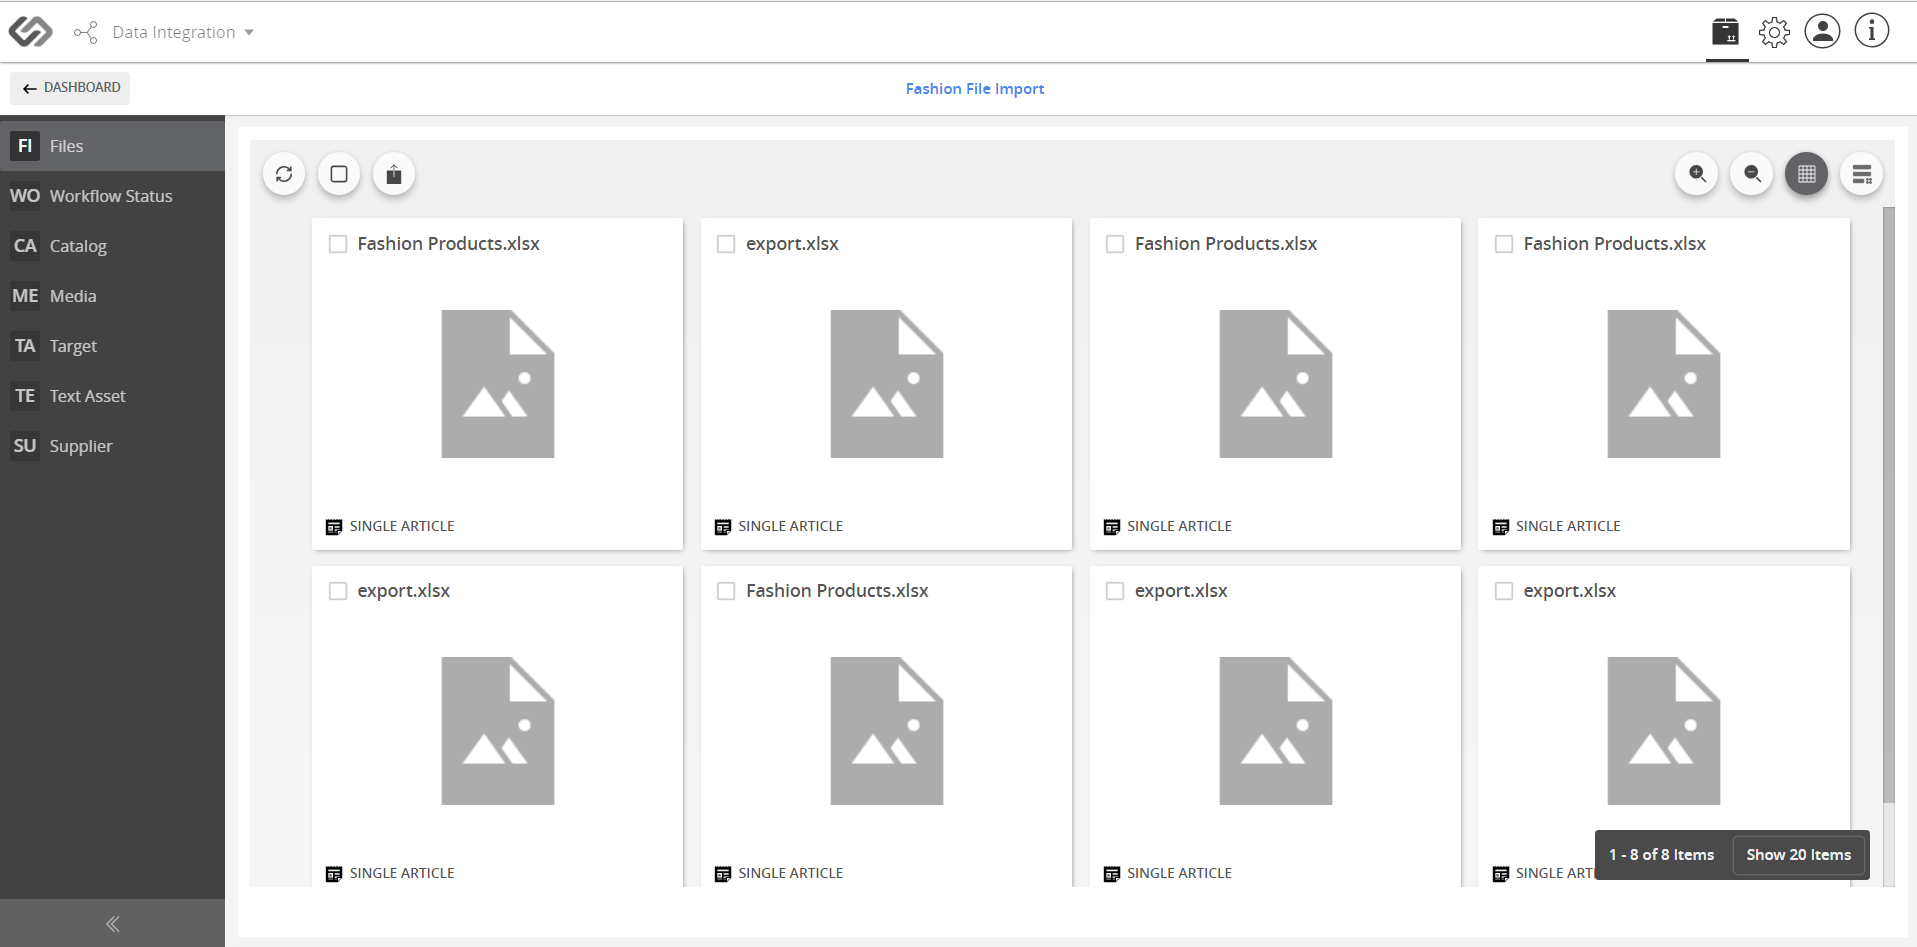 Data Integration
DASHBOARD
Fashion File Import
FI Files
WO Workflow Status
CA Catalog
ME Media
TA Target
TE Text Asset
SU Supplier
Fashion Products.xlsx
export.xlsx
Fashion Products.xlsx
Fashion Products.xlsx
SINGLE ARTICLE
SINGLE ARTICLE
SINGLE ARTICLE
SINGLE ARTICLE
export.xlsx
Fashion Products.xlsx
export.xlsx
export.xlsx
SINGLE ARTICLE
SINGLE ARTICLE
SINGLE ARTICLE
SINGLE
1 - 8 of 8 Items
Show 20 Items